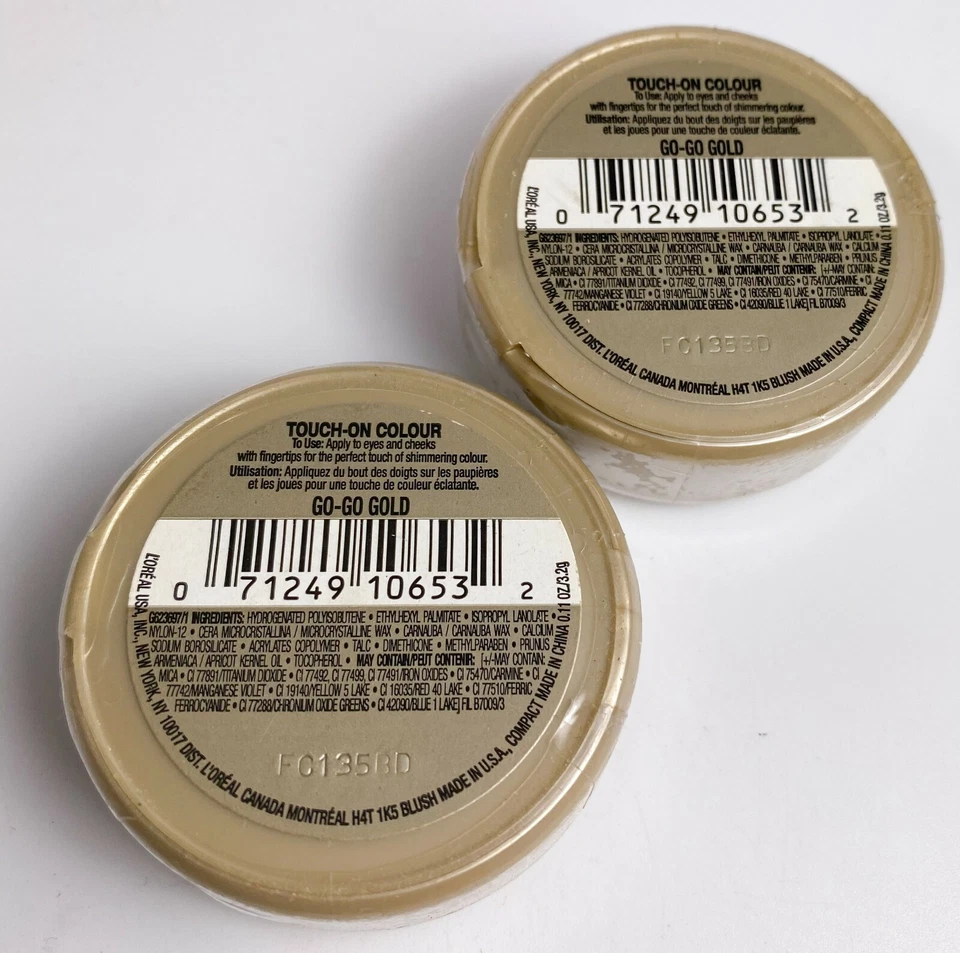 TOUCH-ON COLOUR
To Use: Apply to eyes and cheeks
with fingertips for the perfect touch of shimmering colour.
Utilisation: Appliquez du bout des doigts sur les paupières
et les joues pour une touche de couleur éclatante.
GO-GO GOLD
0 71249 10653 2
G623697/1 INGREDIENTS: HYDROGENATED POLYISOBUTENE • ETHYLHEXYL PALMITATE • ISOPROPYL LANOLATE •
NYLON-12 • CERA MICROCRISTALLINA / MICROCRYSTALLINE WAX • CARNAUBA / CARNAUBA WAX • CALCIUM
SODIUM BOROSILICATE • ACRYLATES COPOLYMER • TALC • DIMETHICONE • METHYLPARABEN • PRUNUS
ARMENIACA / APRICOT KERNEL OIL • TOCOPHEROL • MAY CONTAIN/PEUT CONTENIR: [+/-MAY CONTAIN:
MICA • CI 77891/TITANIUM DIOXIDE • CI 77492, CI 77499, CI 77491/IRON OXIDES • CI 75470/CARMINE • CI
77742/MANGANESE VIOLET • CI 19140/YELLOW 5 LAKE • CI 16035/RED 40 LAKE • CI 77510/FERRIC
FERROCYANIDE • CI 77288/CHROMIUM OXIDE GREENS • CI 42090/BLUE 1 LAKE] FIL B7009/3
FC135BD
L'ORÉAL USA, INC., NEW YORK, NY 10017 DIST. L'ORÉAL CANADA MONTRÉAL H4T 1K5 BLUSH MADE IN U.S.A., COMPACT MADE IN CHINA 0.11 OZ/3.2g
TOUCH-ON COLOUR
To Use: Apply to eyes and cheeks
with fingertips for the perfect touch of shimmering colour.
Utilisation: Appliquez du bout des doigts sur les paupières
et les joues pour une touche de couleur éclatante.
GO-GO GOLD
0 71249 10653 2
G623697/1 INGREDIENTS: HYDROGENATED POLYISOBUTENE • ETHYLHEXYL PALMITATE • ISOPROPYL LANOLATE •
NYLON-12 • CERA MICROCRISTALLINA / MICROCRYSTALLINE WAX • CARNAUBA / CARNAUBA WAX • CALCIUM
SODIUM BOROSILICATE • ACRYLATES COPOLYMER • TALC • DIMETHICONE • METHYLPARABEN • PRUNUS
ARMENIACA / APRICOT KERNEL OIL • TOCOPHEROL • MAY CONTAIN/PEUT CONTENIR: [+/-MAY CONTAIN:
MICA • CI 77891/TITANIUM DIOXIDE • CI 77492, CI 77499, CI 77491/IRON OXIDES • CI 75470/CARMINE • CI
77742/MANGANESE VIOLET • CI 19140/YELLOW 5 LAKE • CI 16035/RED 40 LAKE • CI 77510/FERRIC
FERROCYANIDE • CI 77288/CHROMIUM OXIDE GREENS • CI 42090/BLUE 1 LAKE] FIL B7009/3
FC135BD
L'ORÉAL USA, INC., NEW YORK, NY 10017 DIST. L'ORÉAL CANADA MONTRÉAL H4T 1K5 BLUSH MADE IN U.S.A., COMPACT MADE IN CHINA 0.11 OZ/3.2g